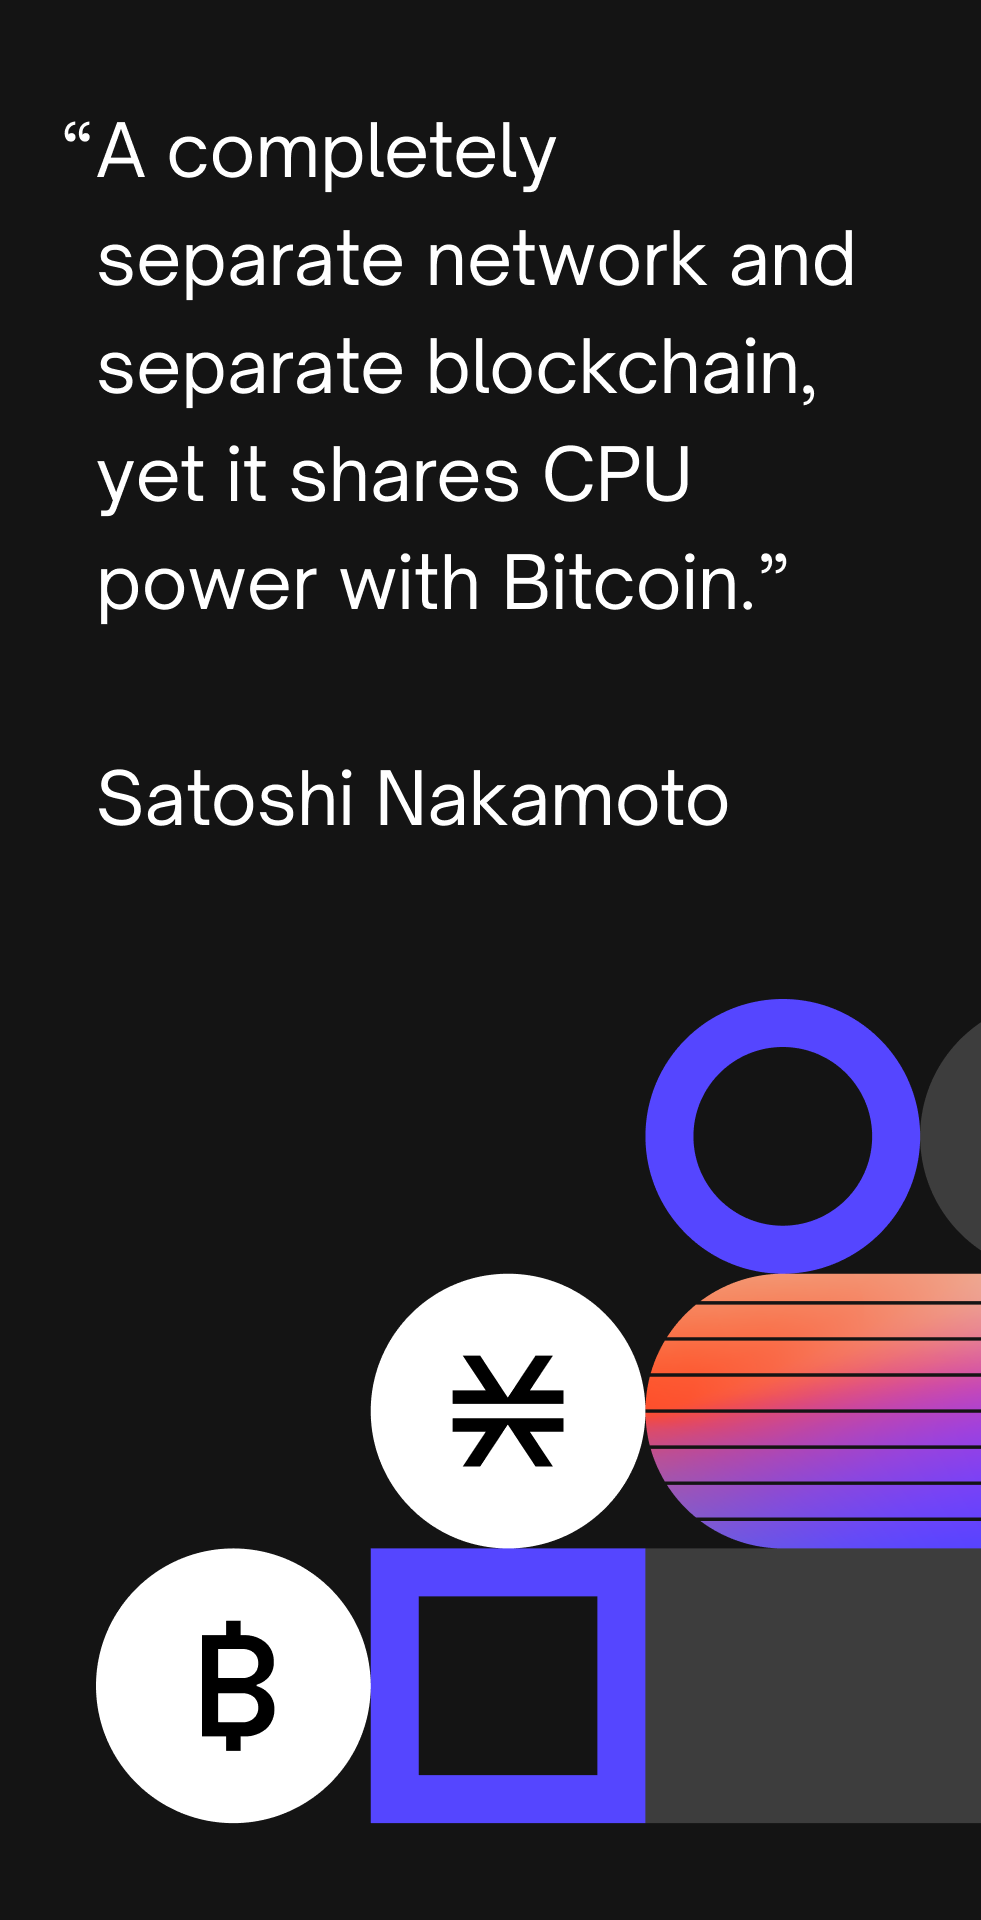 “A completely
separate network and
separate blockchain,
yet it shares CPU
power with Bitcoin.”
Satoshi Nakamoto